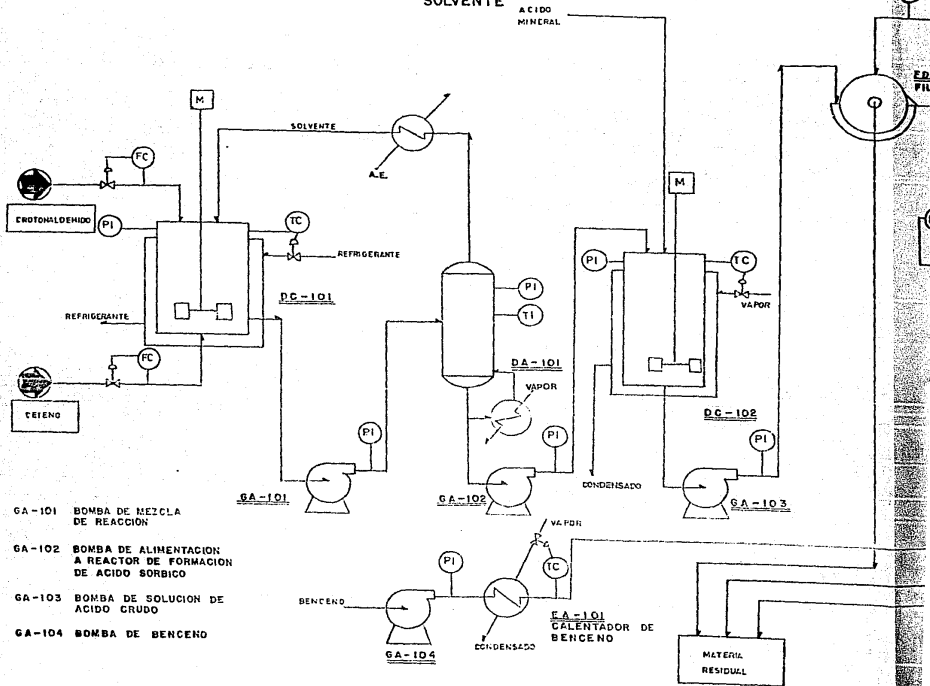 SOLVENTE
ACIDO
MINERAL
M
SOLVENTE
A.E.
FC
CROTONALDEHIDO
PI
TC
REFRIGERANTE
DC-101
REFRIGERANTE
FC
CETENO
PI
TI
DA-101
VAPOR
M
PI
TC
VAPOR
DC-102
CONDENSADO
PI
GA-101
PI
GA-102
PI
GA-103
FIL
GA-101 BOMBA DE MEZCLA
DE REACCIÓN
GA-102 BOMBA DE ALIMENTACION
A REACTOR DE FORMACION
DE ACIDO SORBICO
GA-103 BOMBA DE SOLUCION DE
ACIDO CRUDO
GA-104 BOMBA DE BENCENO
BENCENO
GA-104
PI
VAPOR
TC
CONDENSADO
EA-101
CALENTADOR DE
BENCENO
MATERIA
RESIDUAL